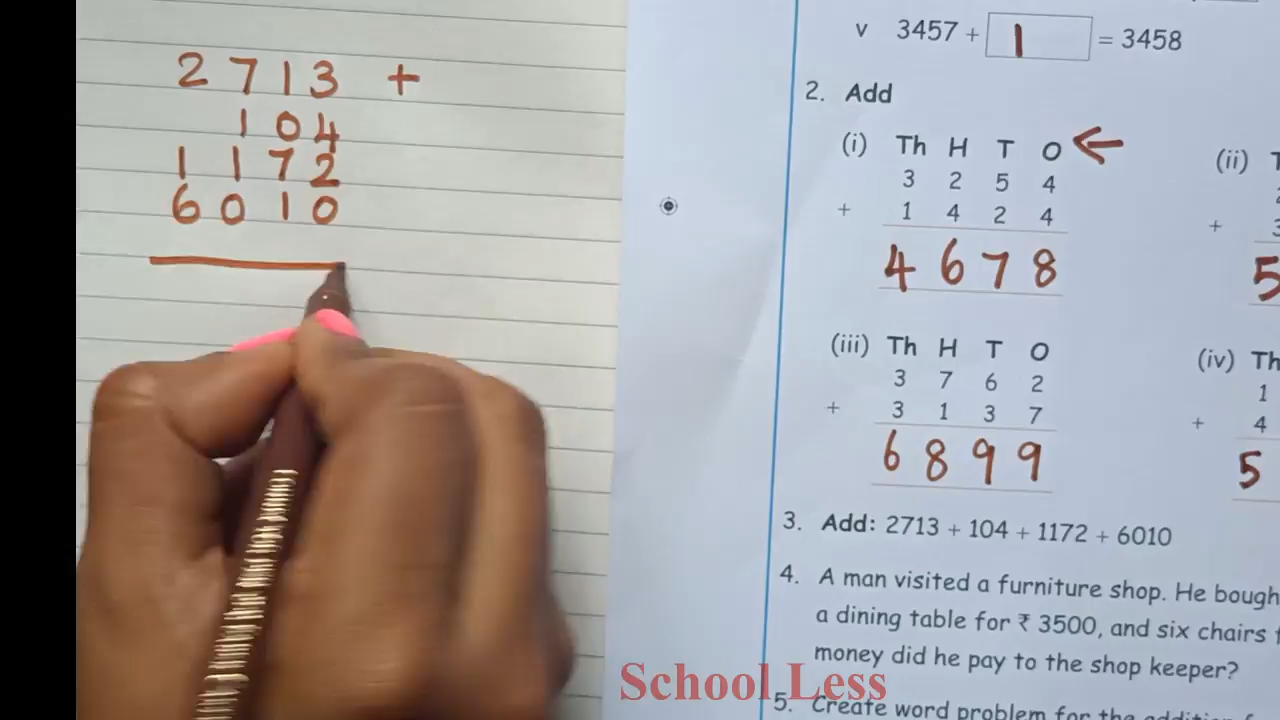 2713 +
104
1172
6010
v 3457 + 1 = 3458
2. Add
(i) Th H T O ←
3 2 5 4
+ 1 4 2 4
4 6 7 8
(ii) T
+
5
(iii) Th H T O
3 7 6 2
+ 3 1 3 7
6 8 9 9
(iv) Th
1
+ 4
5
3. Add: 2713 + 104 + 1172 + 6010
4. A man visited a furniture shop. He bough
a dining table for ₹ 3500, and six chairs
money did he pay to the shop keeper?
5. Create word problem for the addition
School Less